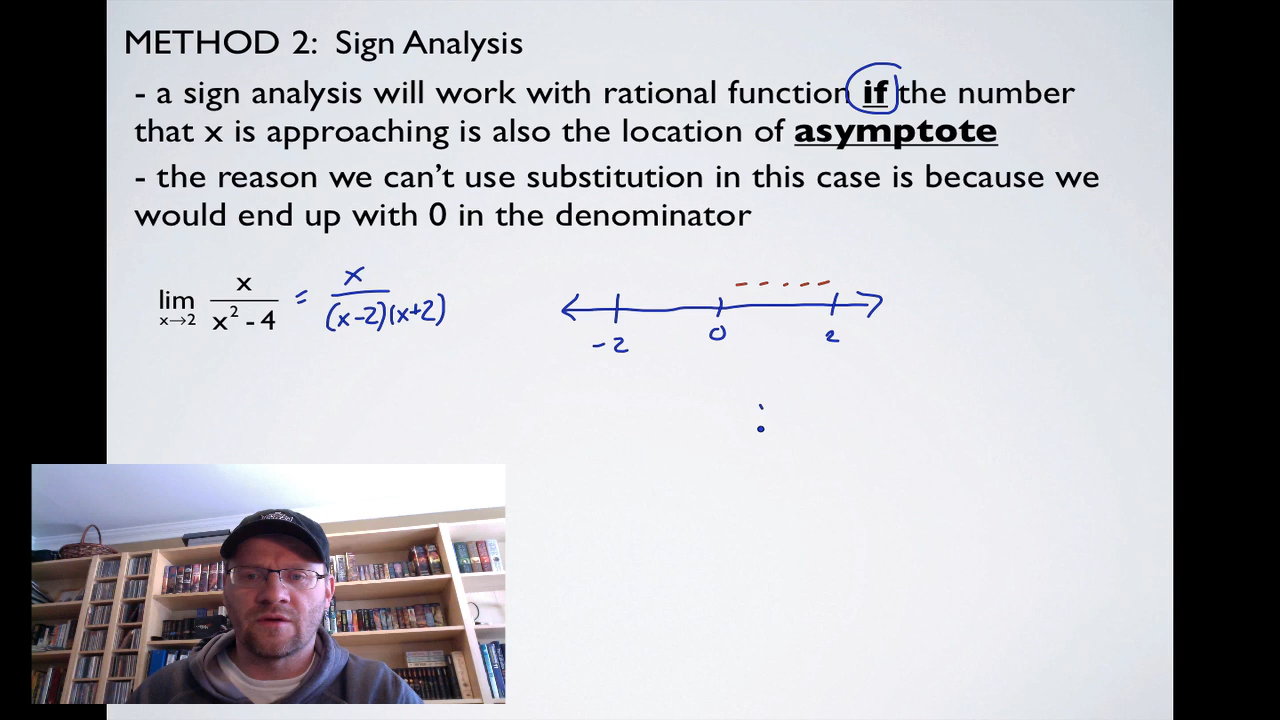 METHOD 2: Sign Analysis
- a sign analysis will work with rational function if the number
that x is approaching is also the location of asymptote
- the reason we can't use substitution in this case is because we
would end up with 0 in the denominator
lim x→2 x / (x² - 4) = x / ((x-2)(x+2))
-2 0 2